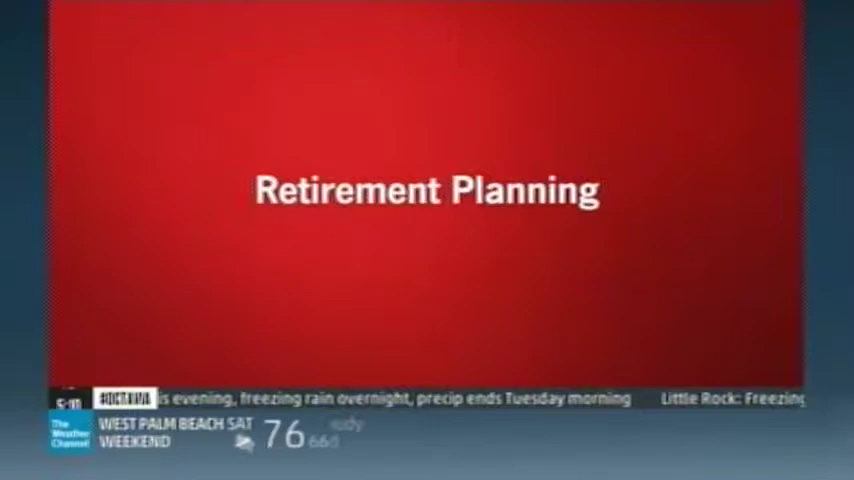 Retirement Planning
is evening, freezing rain overnight, precip ends Tuesday morning Little Rock: Freezing
The
Weather
Channel
WEST PALM BEACH SAT
WEEKEND
76
66